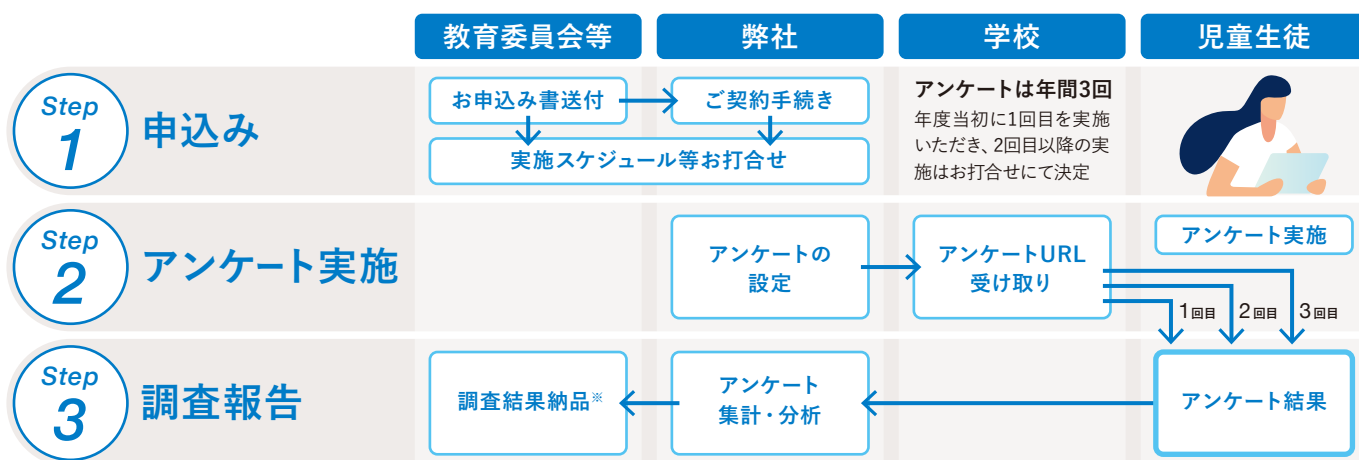 教育委員会等
弊社
学校
児童生徒
Step
1
申込み
お申込み書送付
ご契約手続き
実施スケジュール等お打合せ
アンケートは年間3回
年度当初に1回目を実施
いただき、2回目以降の実
施はお打合せにて決定
Step
2
アンケート実施
アンケートの
設定
アンケートURL
受け取り
アンケート実施
1回目
2回目
3回目
Step
3
調査報告
調査結果納品※
アンケート
集計・分析
アンケート結果